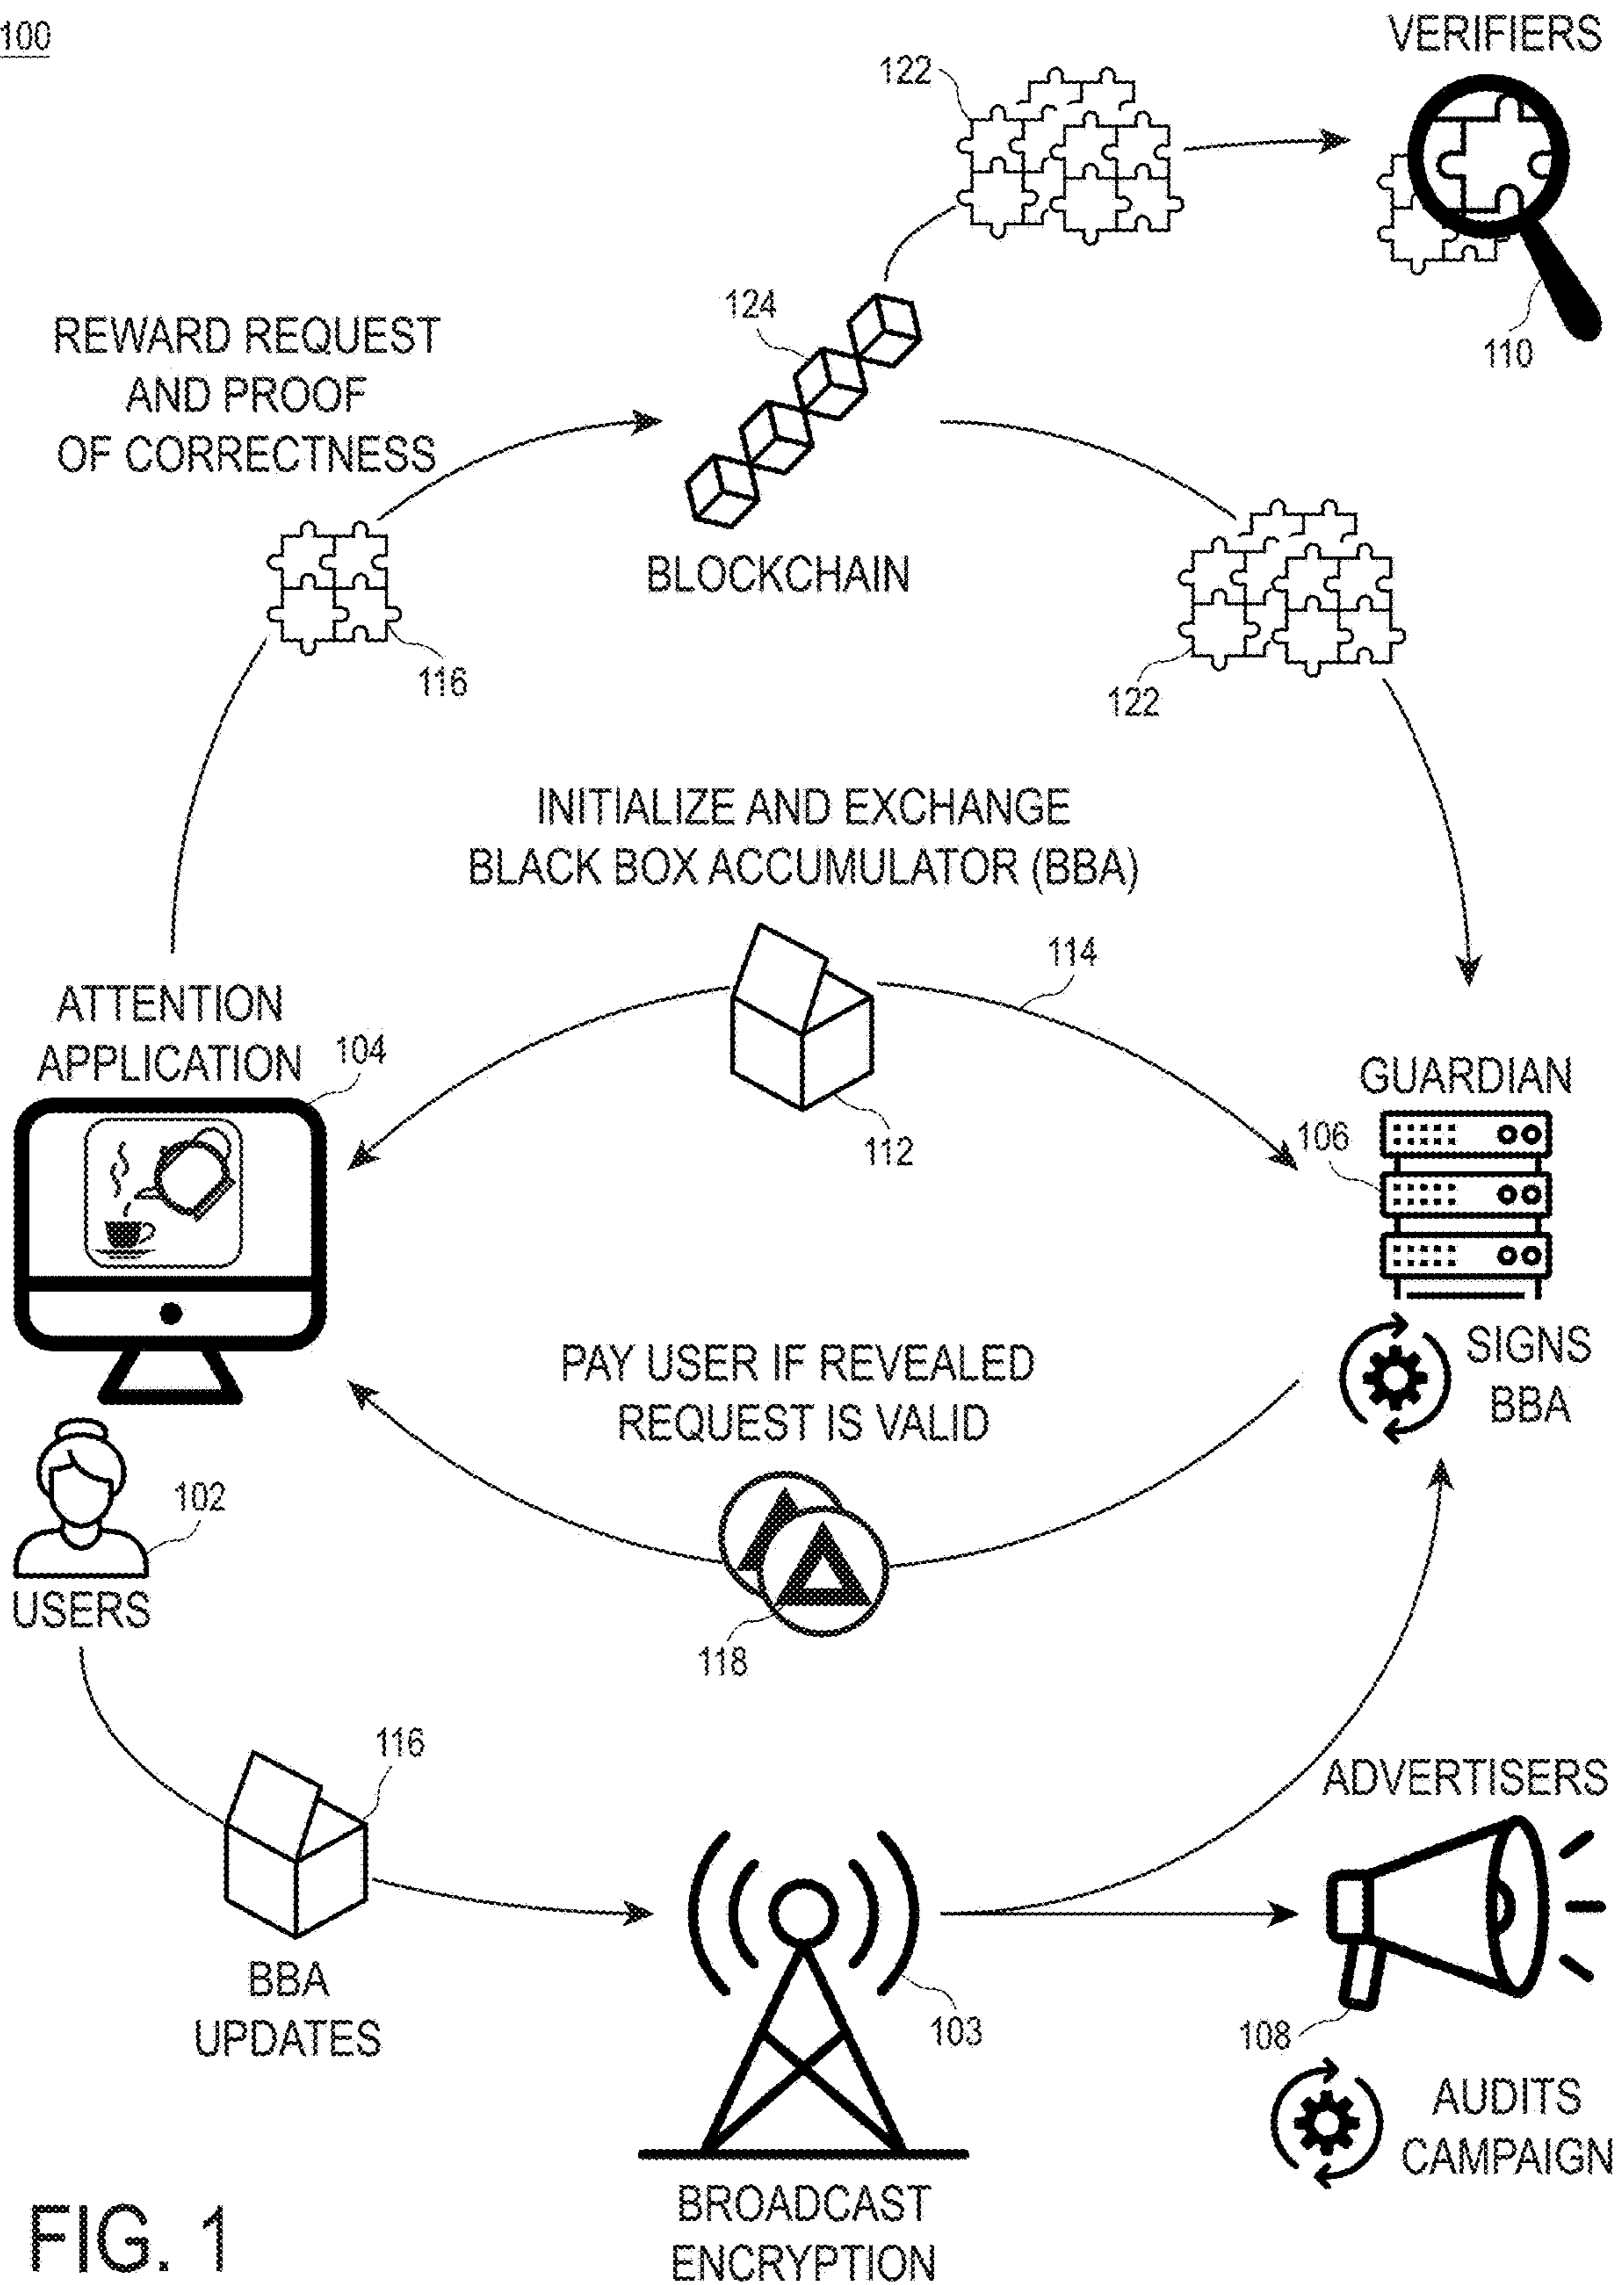 100
VERIFIERS
122
124
110
REWARD REQUEST
AND PROOF
OF CORRECTNESS
BLOCKCHAIN
116
122
INITIALIZE AND EXCHANGE
BLACK BOX ACCUMULATOR (BBA)
114
ATTENTION
APPLICATION
104
112
GUARDIAN
106
SIGNS
BBA
PAY USER IF REVEALED
REQUEST IS VALID
102
USERS
118
116
BBA
UPDATES
103
BROADCAST
ENCRYPTION
ADVERTISERS
108
AUDITS
CAMPAIGN
FIG. 1